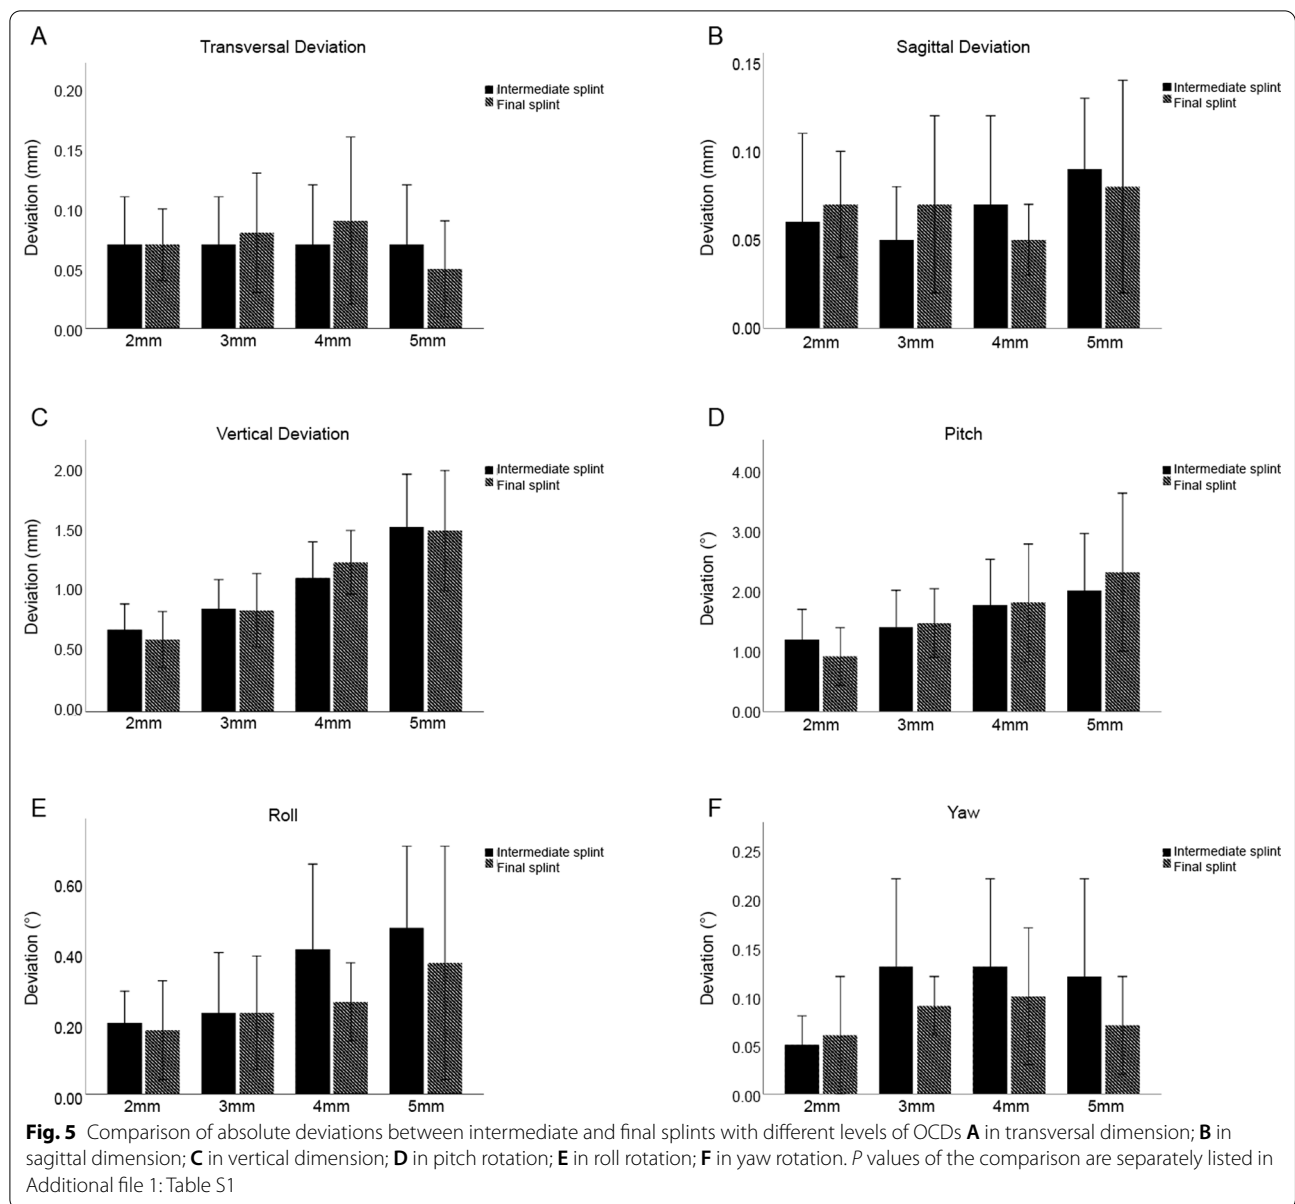 A
Transversal Deviation
Intermediate splint
Final splint
Deviation (mm)
0.20
0.15
0.10
0.05
0.00
2mm 3mm 4mm 5mm
B
Sagittal Deviation
Intermediate splint
Final splint
Deviation (mm)
0.15
0.10
0.05
0.00
2mm 3mm 4mm 5mm
C
Vertical Deviation
Intermediate splint
Final splint
Deviation (mm)
2.00
1.50
1.00
0.50
0.00
2mm 3mm 4mm 5mm
D
Pitch
Intermediate splint
Final splint
Deviation (°)
4.00
3.00
2.00
1.00
0.00
2mm 3mm 4mm 5mm
E
Roll
Intermediate splint
Final splint
Deviation (°)
0.60
0.40
0.20
0.00
2mm 3mm 4mm 5mm
F
Yaw
Intermediate splint
Final splint
Deviation (°)
0.25
0.20
0.15
0.10
0.05
0.00
2mm 3mm 4mm 5mm
Fig. 5 Comparison of absolute deviations between intermediate and final splints with different levels of OCDs A in transversal dimension; B in
sagittal dimension; C in vertical dimension; D in pitch rotation; E in roll rotation; F in yaw rotation. P values of the comparison are separately listed in
Additional file 1: Table S1